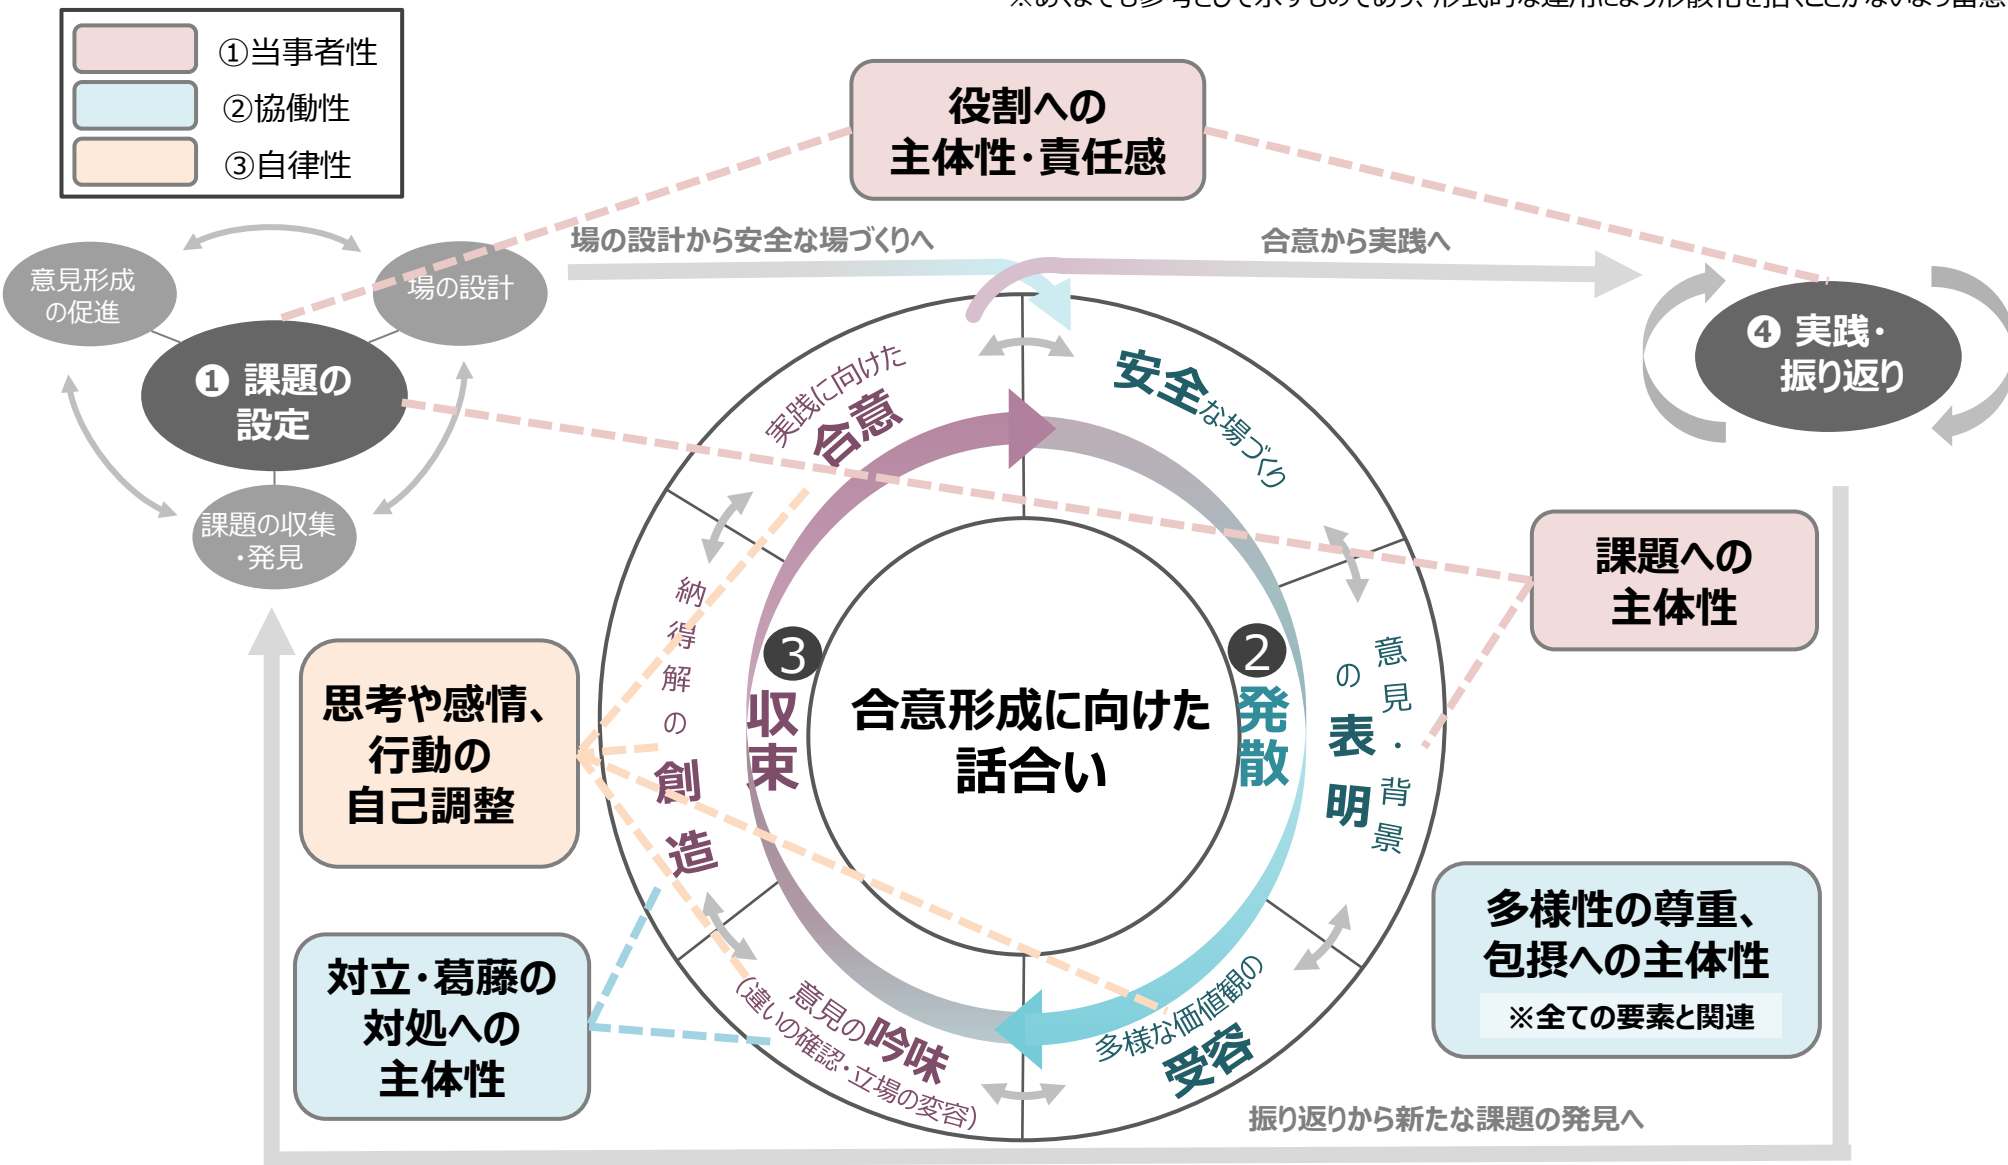 ①当事者性
②協働性
③自律性
役割への
主体性・責任感
場の設計から安全な場づくりへ
合意から実践へ
意見形成
の促進
場の設計
❶ 課題の
設定
課題の収集
・発見
❹ 実践・
振り返り
実践に向けた
合意
安全な場づくり
課題への
主体性
納得解の
創造
❸
収束
合意形成に向けた
話合い
❷
発散
意見・背景
の表明
思考や感情、
行動の
自己調整
対立・葛藤の
対処への
主体性
多様性の尊重、
包摂への主体性
※全ての要素と関連
意見の吟味
(違いの確認・立場の変容)
多様な価値観の
受容
振り返りから新たな課題の発見へ